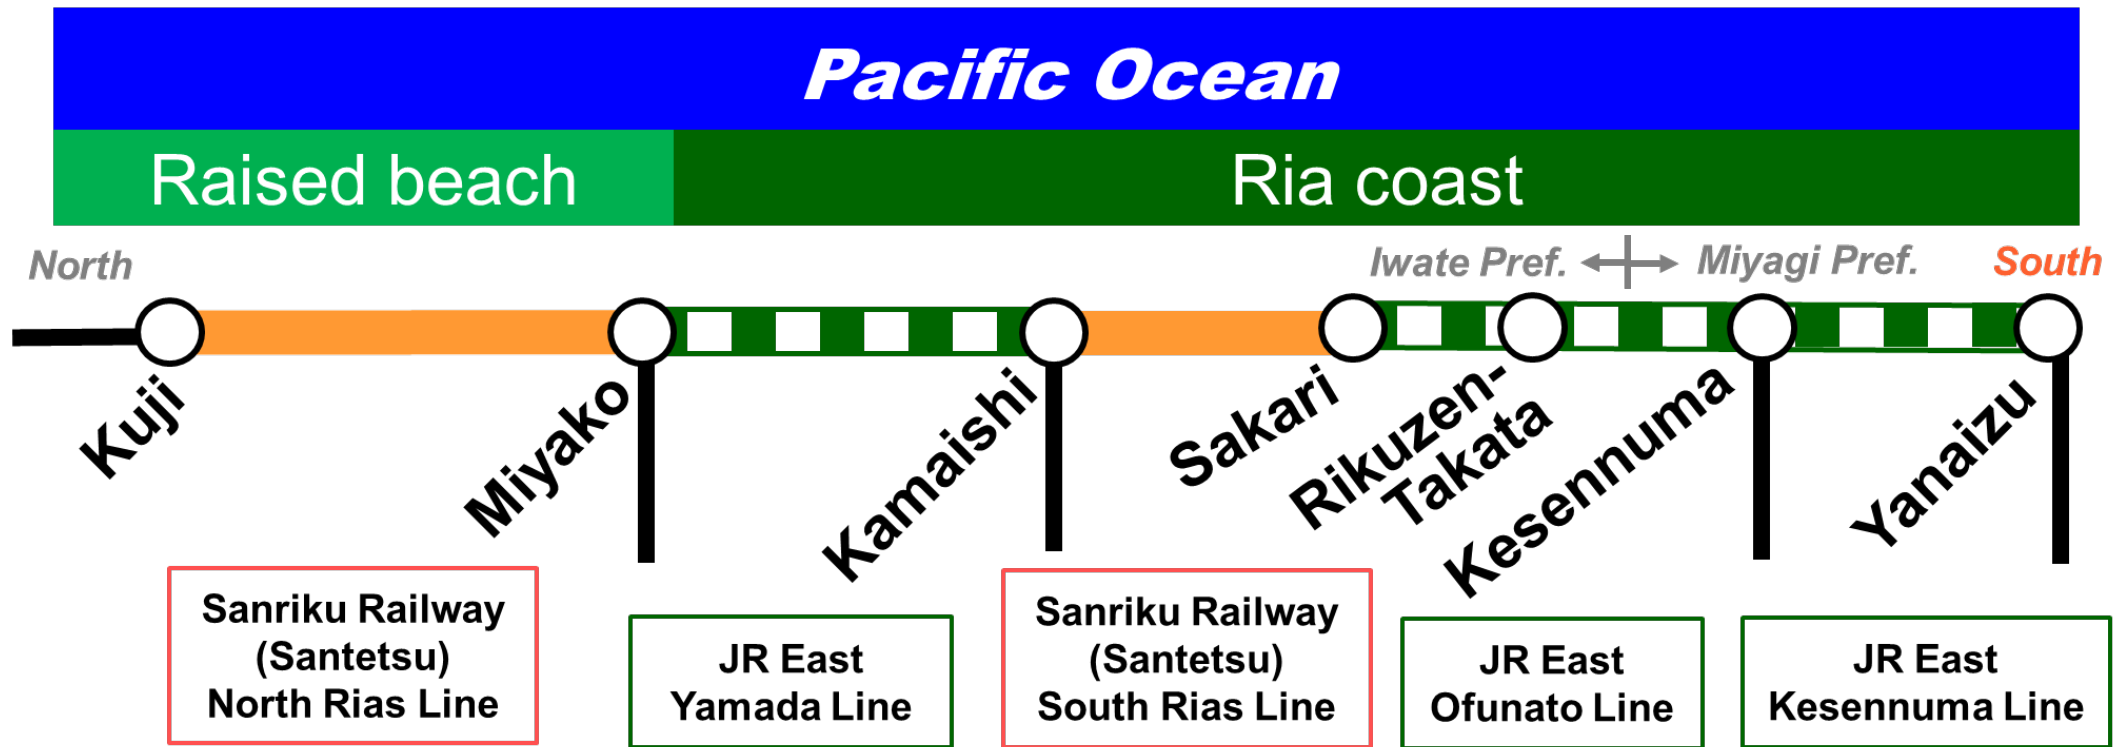 Pacific Ocean
Raised beach
Ria coast
North
Iwate Pref.
Miyagi Pref.
South
Kuji
Miyako
Kamaishi
Sakari
Rikuzen-
Takata
Kesennuma
Yanaizu
Sanriku Railway
(Santetsu)
North Rias Line
JR East
Yamada Line
Sanriku Railway
(Santetsu)
South Rias Line
JR East
Ofunato Line
JR East
Kesennuma Line